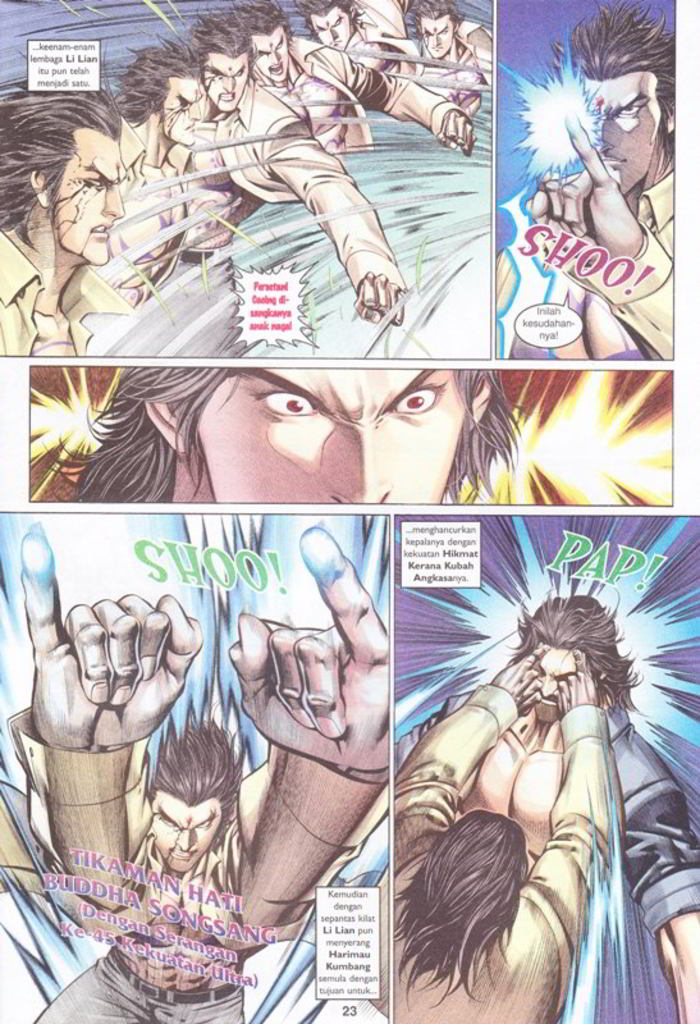 ...keenam-enam
lembaga Li Lian
itu pun telah
menjadi satu.
Persetan!
Gacing di-
sangkanya
anak naga!
SHOO!
Inilah
kesudahan-
nya!
SHOO!
TIKAMAN HATI
BUDDHA SONGSANG
(Dengan Serangan
Ke-45 Kekuatan Ultra)
Kemudian
dengan
sepantas kilat
Li Lian pun
menyerang
Harimau
Kumbang
semula dengan
tujuan untuk...
...menghancurkan
kepalanya dengan
kekuatan Hikmat
Kerana Kubah
Angkasanya.
PAP!
23